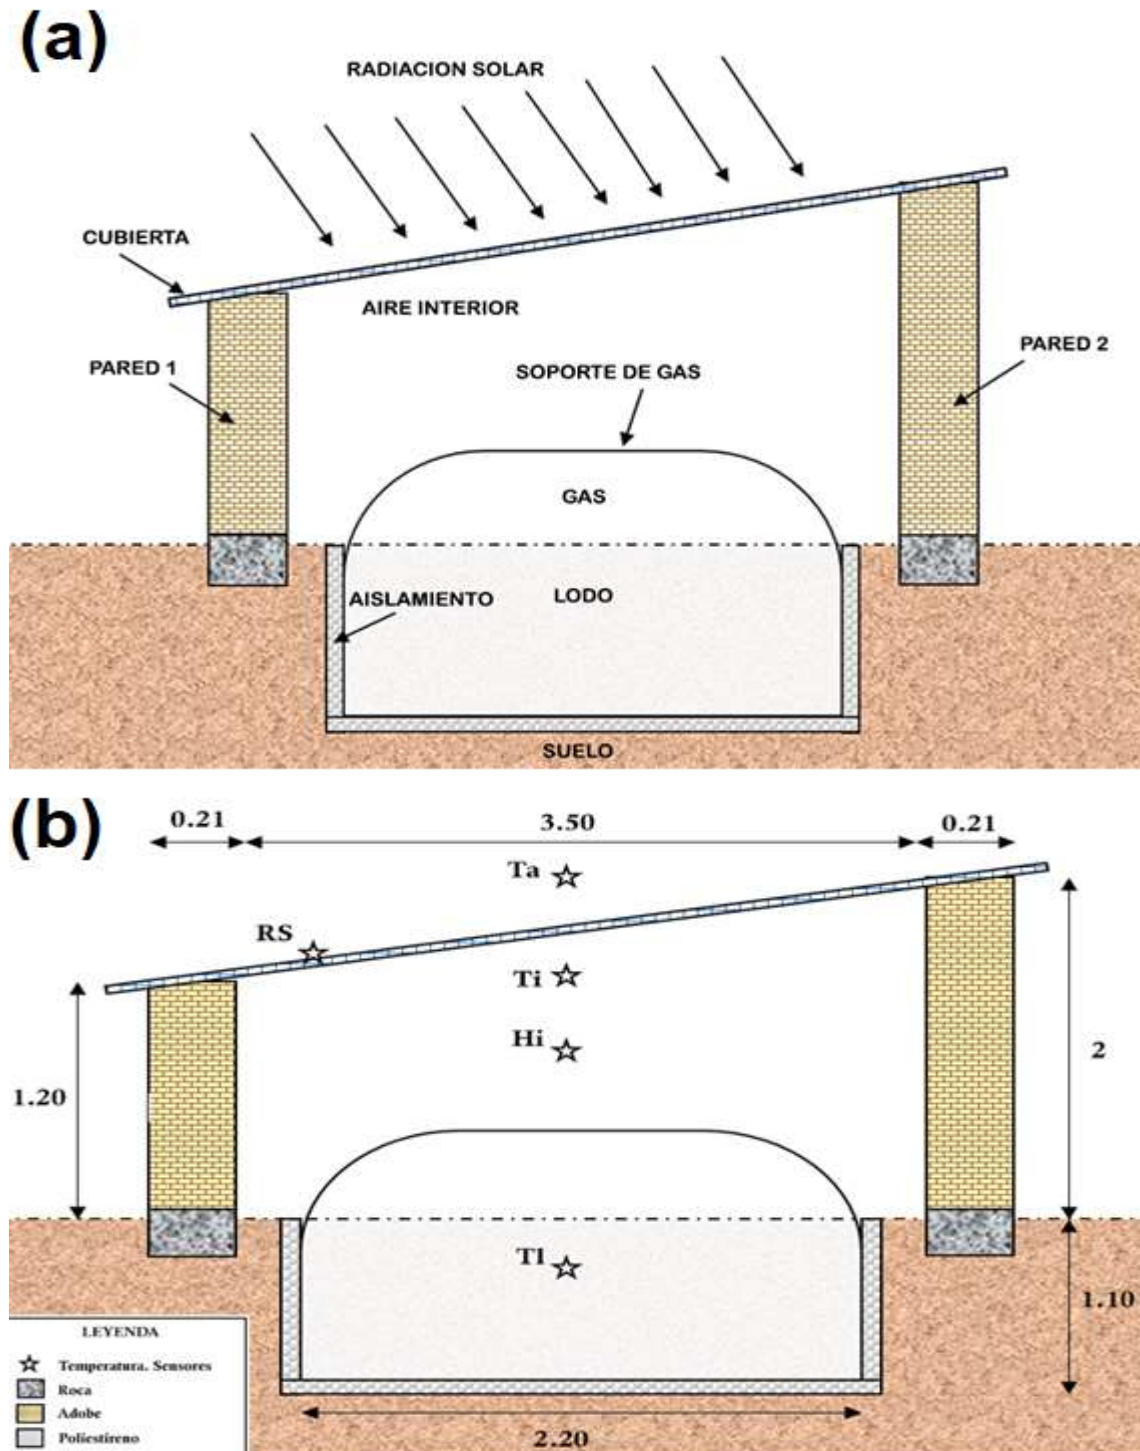 (a)
RADIACION SOLAR
CUBIERTA
AIRE INTERIOR
PARED 1
PARED 2
SOPORTE DE GAS
GAS
AISLAMIENTO
LODO
SUELO
(b)
0.21
3.50
0.21
Ta
RS
Ti
Hi
1.20
2
Tl
1.10
2.20
LEYENDA
Temperatura. Sensores
Roca
Adobe
Poliestireno